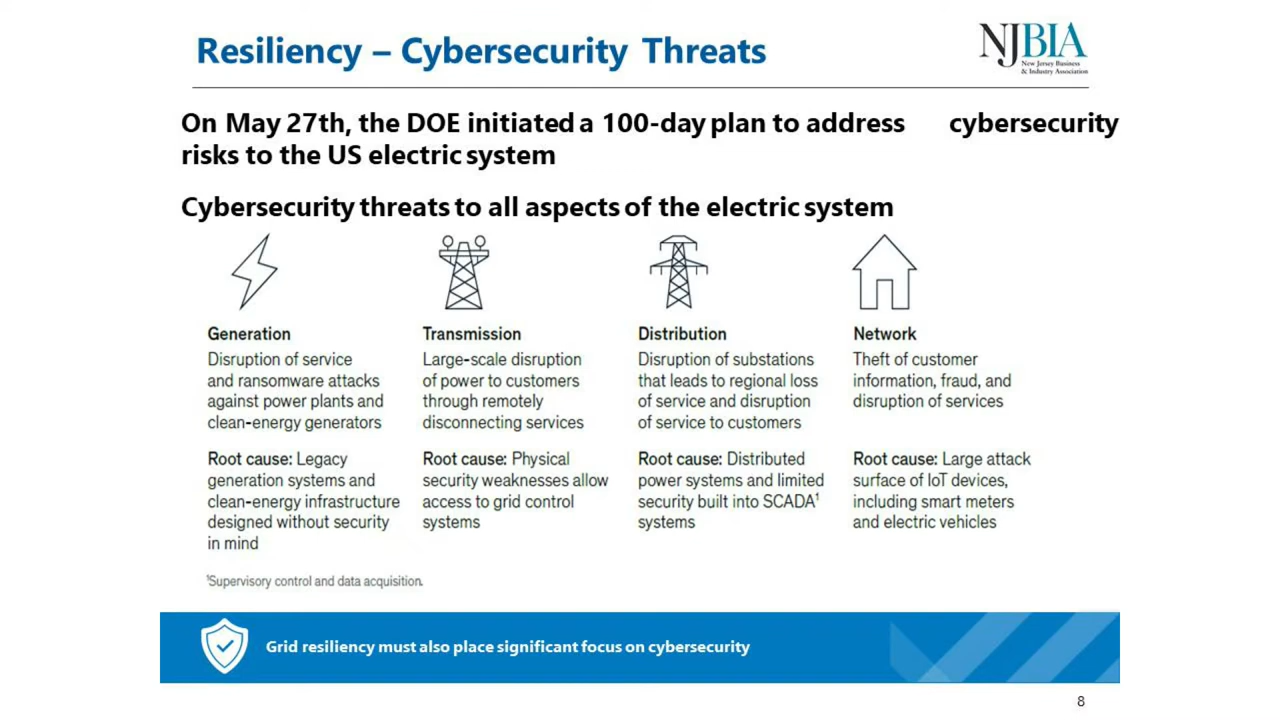 Resiliency – Cybersecurity Threats
NJBIA
New Jersey Business
& Industry Association
On May 27th, the DOE initiated a 100-day plan to address cybersecurity
risks to the US electric system
Cybersecurity threats to all aspects of the electric system
Generation
Disruption of service
and ransomware attacks
against power plants and
clean-energy generators
Root cause: Legacy
generation systems and
clean-energy infrastructure
designed without security
in mind
Transmission
Large-scale disruption
of power to customers
through remotely
disconnecting services
Root cause: Physical
security weaknesses allow
access to grid control
systems
Distribution
Disruption of substations
that leads to regional loss
of service and disruption
of service to customers
Root cause: Distributed
power systems and limited
security built into SCADA¹
systems
Network
Theft of customer
information, fraud, and
disruption of services
Root cause: Large attack
surface of IoT devices,
including smart meters
and electric vehicles
¹Supervisory control and data acquisition.
Grid resiliency must also place significant focus on cybersecurity
8